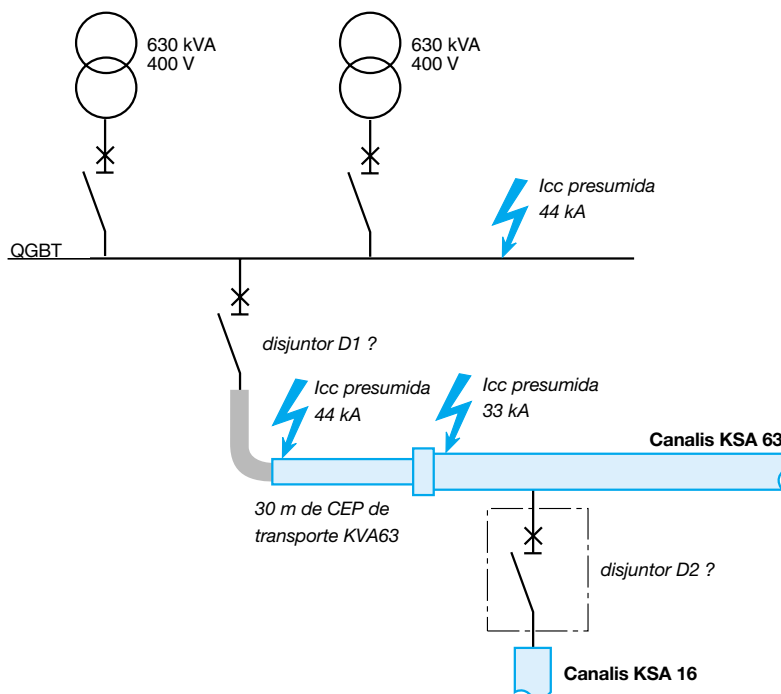 630 kVA
400 V
630 kVA
400 V
Icc presumida
44 kA
QGBT
disjuntor D1 ?
Icc presumida
44 kA
Icc presumida
33 kA
Canalis KSA 63
30 m de CEP de
transporte KVA63
disjuntor D2 ?
Canalis KSA 16